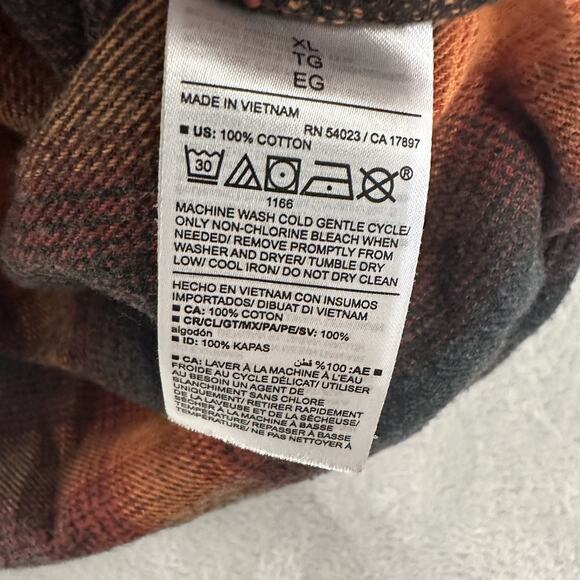 XL
TG
EG
MADE IN VIETNAM
RN 54023 / CA 17897
■ US: 100% COTTON
30
®
1166
MACHINE WASH COLD GENTLE CYCLE/
ONLY NON-CHLORINE BLEACH WHEN
NEEDED/ REMOVE PROMPTLY FROM
WASHER AND DRYER/ TUMBLE DRY
LOW/ COOL IRON/ DO NOT DRY CLEAN
HECHO EN VIETNAM CON INSUMOS
IMPORTADOS/ DIBUAT DI VIETNAM
■ CA: 100% COTTON
■ CR/CL/GT/MX/PA/PE/SV: 100%
algodón
■ ID: 100% KAPAS
■ AE: 100% قطن
■ CA: LAVER À LA MACHINE À L'EAU
FROIDE AU CYCLE DÉLICAT/ UTILISER
AU BESOIN UN AGENT DE
BLANCHIMENT SANS CHLORE
UNIQUEMENT/ RETIRER RAPIDEMENT
DE LA LAVEUSE ET DE LA SÉCHEUSE/
SÉCHER À LA MACHINE À BASSE
TEMPÉRATURE/ REPASSER À BASSE
TEMPÉRATURE/ NE PAS NETTOYER À